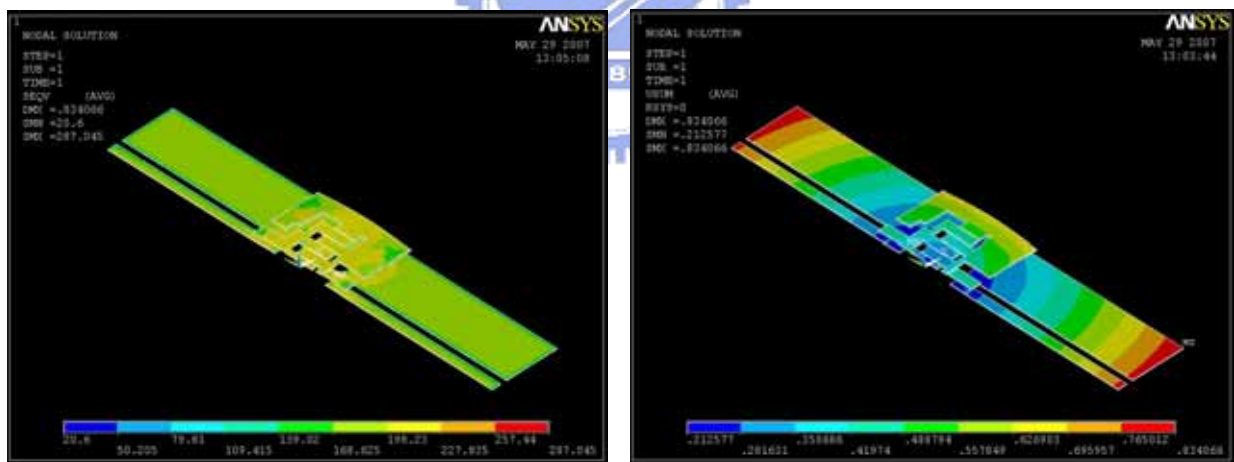 1
NODAL SOLUTION
STEP=1
SUB =1
TIME=1
SEQV (AVG)
DMX =.834066
SMN =20.6
SMX =287.045
ANSYS
MAY 29 2007
13:05:08
20.6
50.205
79.81
109.415
139.02
168.625
198.23
227.835
257.44
287.045
1
NODAL SOLUTION
STEP=1
SUB =1
TIME=1
USUM (AVG)
RSYS=0
DMX =.834066
SMN =.212577
SMX =.834066
ANSYS
MAY 29 2007
13:03:44
MX
.212577
.281631
.41974
.488794
.557849
.626903
.695957
.765012
.834066
8